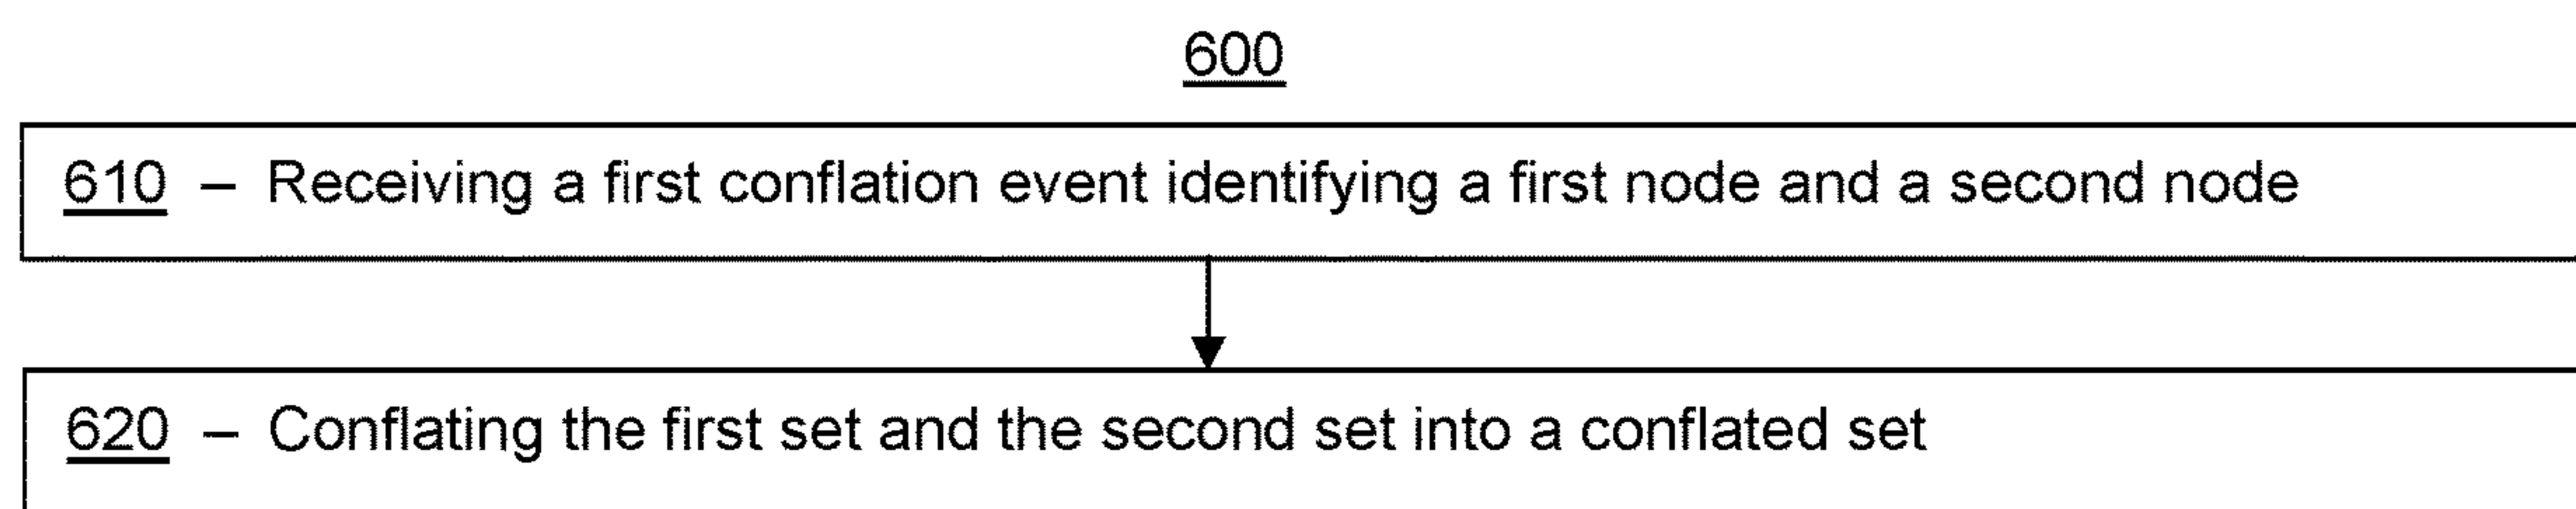 600
610 – Receiving a first conflation event identifying a first node and a second node
620 – Conflating the first set and the second set into a conflated set